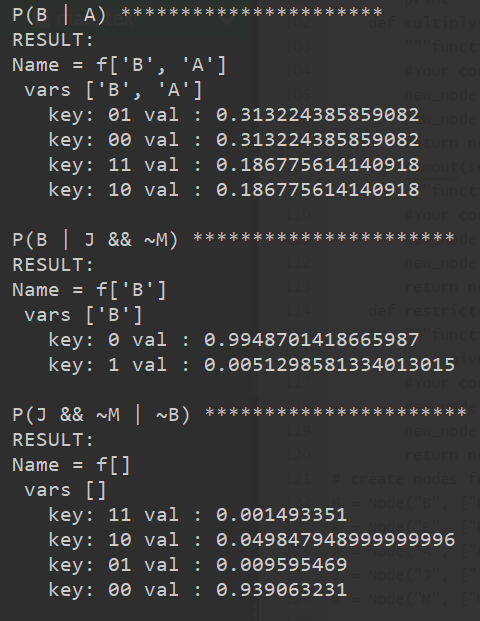 P(B | A) **********************
RESULT:
Name = f['B', 'A']
vars ['B', 'A']
key: 01 val : 0.313224385859082
key: 00 val : 0.313224385859082
key: 11 val : 0.186775614140918
key: 10 val : 0.186775614140918
P(B | J && ~M) **********************
RESULT:
Name = f['B']
vars ['B']
key: 0 val : 0.9948701418665987
key: 1 val : 0.0051298581334013015
P(J && ~M | ~B) **********************
RESULT:
Name = f[]
vars []
key: 11 val : 0.001493351
key: 10 val : 0.049847948999999996
key: 01 val : 0.009595469
key: 00 val : 0.939063231